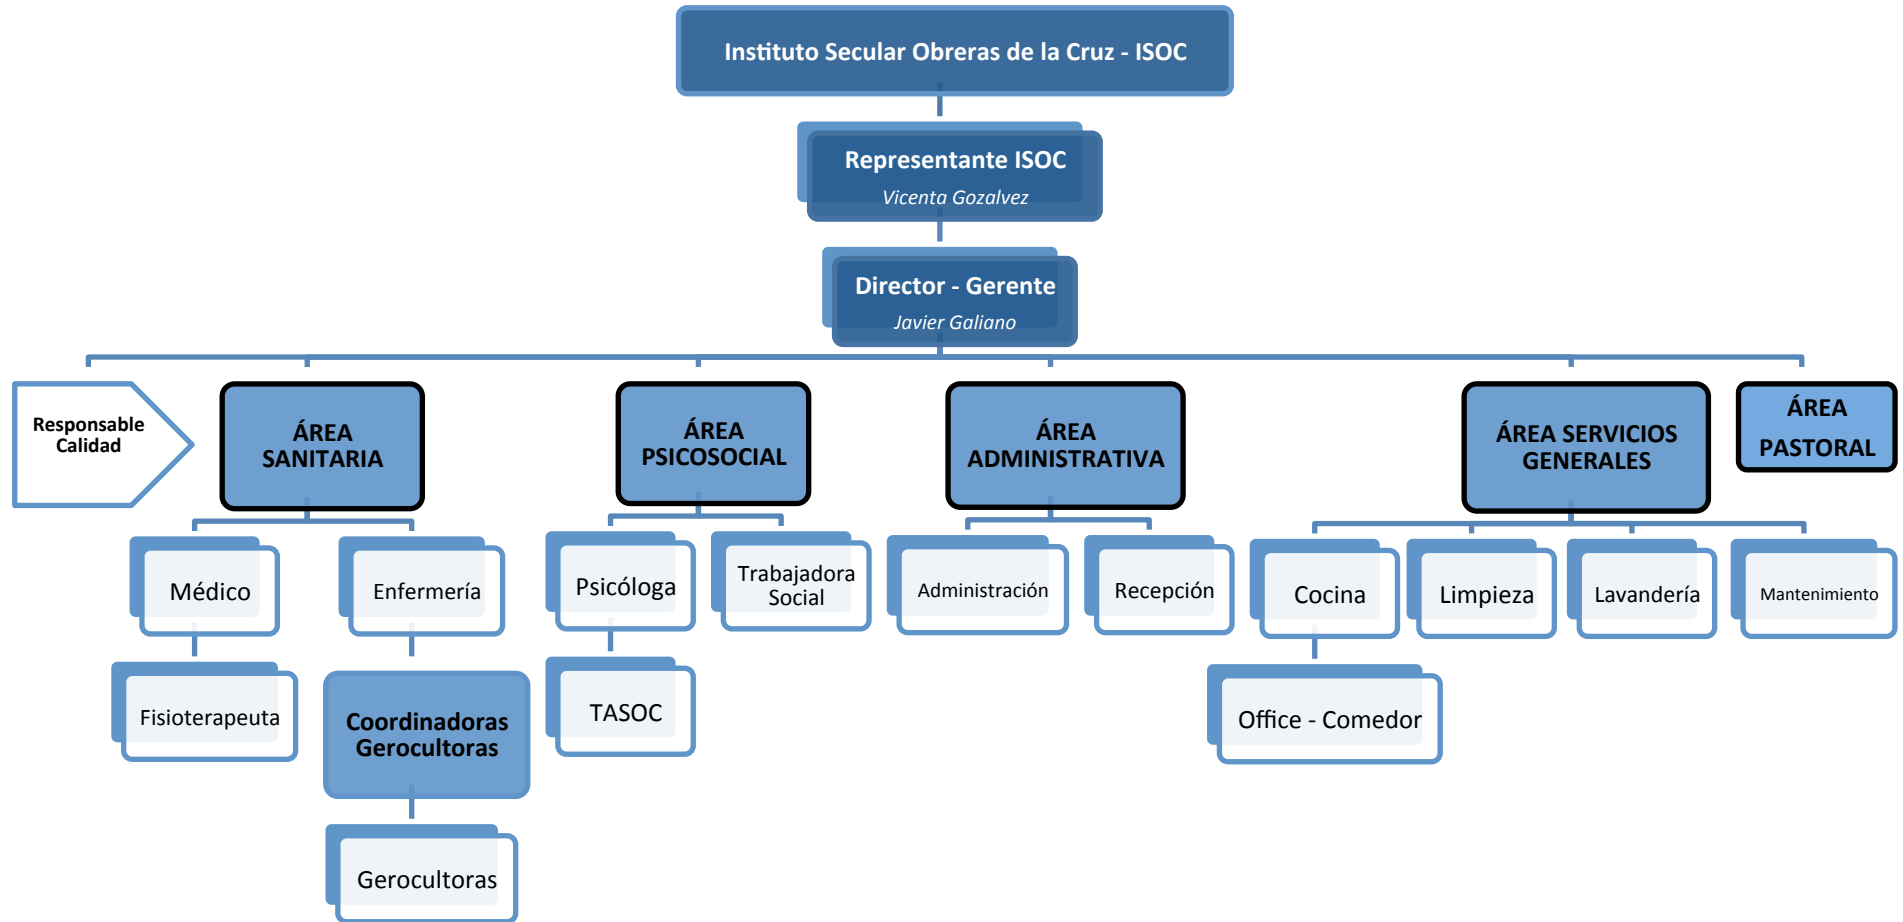 Instituto Secular Obreras de la Cruz - ISOC
Representante ISOC
Vicenta Gozalvez
Director - Gerente
Javier Galiano
Responsable
Calidad
ÁREA
SANITARIA
ÁREA
PSICOSOCIAL
ÁREA
ADMINISTRATIVA
ÁREA SERVICIOS
GENERALES
ÁREA
PASTORAL
Médico
Enfermería
Psicóloga
Trabajadora
Social
Administración
Recepción
Cocina
Limpieza
Lavandería
Mantenimiento
Fisioterapeuta
Coordinadoras
Gerocultoras
TASOC
Office - Comedor
Gerocultoras